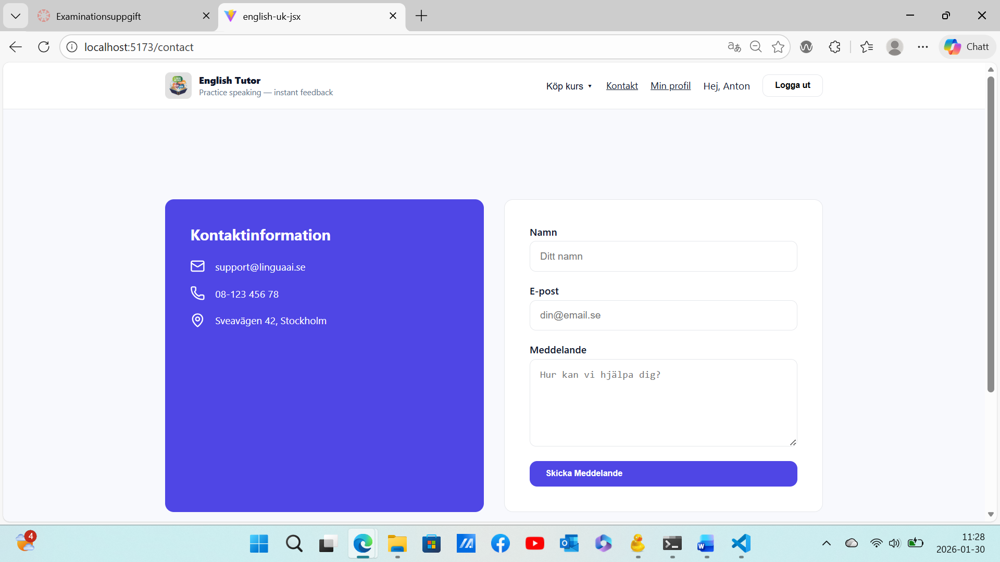 Examinationsuppgift
english-uk-jsx
localhost:5173/contact
Chatt
English Tutor
Practice speaking — instant feedback
Köp kurs ▼
Kontakt
Min profil
Hej, Anton
Logga ut
Kontaktinformation
support@linguaai.se
08-123 456 78
Sveavägen 42, Stockholm
Namn
Ditt namn
E-post
din@email.se
Meddelande
Hur kan vi hjälpa dig?
Skicka Meddelande
4
11:28
2026-01-30